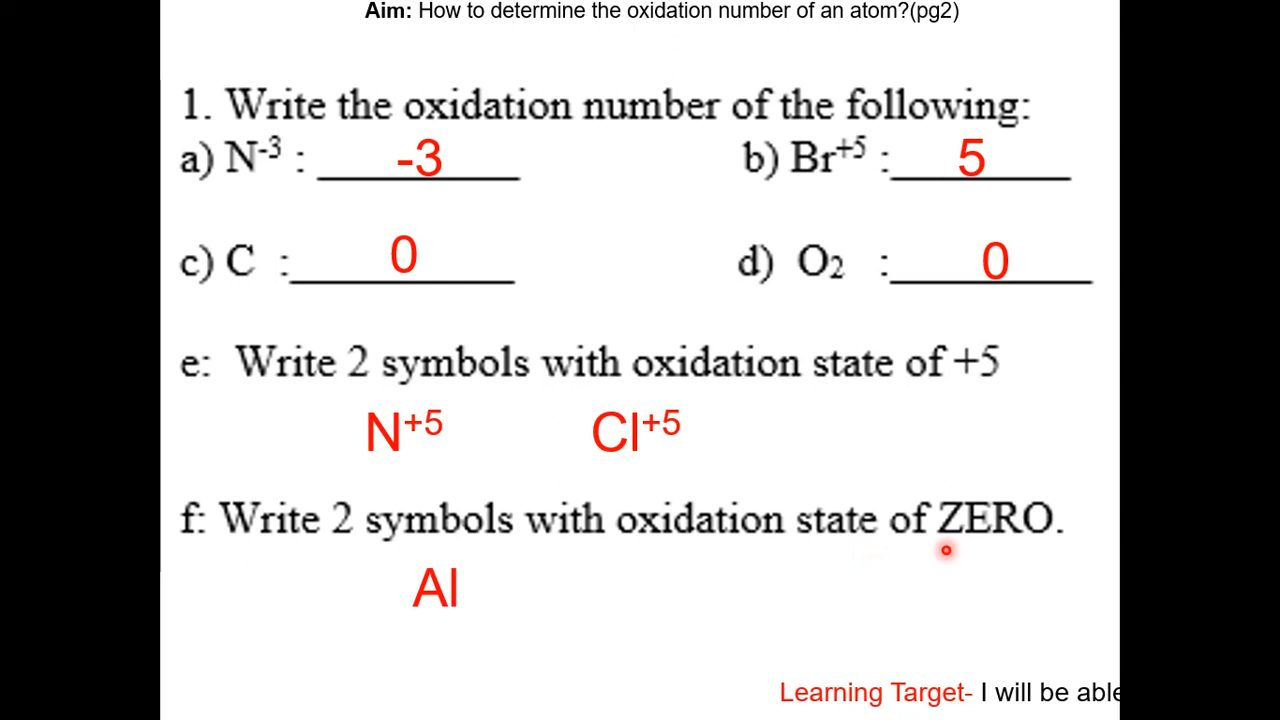 Aim: How to determine the oxidation number of an atom?(pg2)
1. Write the oxidation number of the following:
a) N-3 : -3 b) Br+5 : 5
c) C : 0 d) O2 : 0
e: Write 2 symbols with oxidation state of +5
N+5 Cl+5
f: Write 2 symbols with oxidation state of ZERO.
Al
Learning Target- I will be able